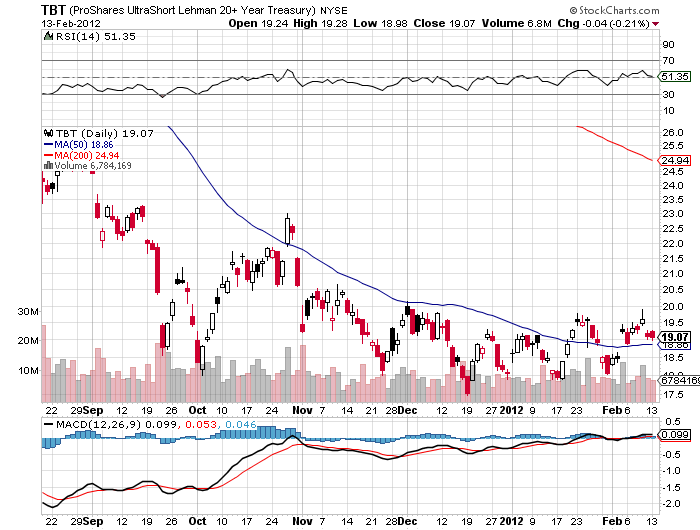 TBT (ProShares UltraShort Lehman 20+ Year Treasury) NYSE © StockCharts.com
13-Feb-2012 Open 19.24 High 19.28 Low 18.98 Close 19.07 Volume 6.8M Chg -0.04 (-0.21%)
RSI(14) 51.35
90
70
51.35
30
10
TBT (Daily) 19.07
MA(50) 18.86
MA(200) 24.94
Volume 6,784,169
26.0
25.5
24.94
24.5
24.0
23.5
23.0
22.5
22.0
21.5
21.0
20.5
20.0
19.5
19.07
18.86
18.5
18.0
6784169
17.5
30M
20M
10M
22 Sep 12 19 26 Oct 10 17 24 Nov 7 14 21 28 Dec 12 19 27 2012 9 17 23 Feb 6 13
MACD(12,26,9) 0.099, 0.053, 0.046
0.5
0.099
-0.5
-1.0
-1.5
-2.0
22 Sep 12 19 26 Oct 10 17 24 Nov 7 14 21 28 Dec 12 19 27 2012 9 17 23 Feb 6 13